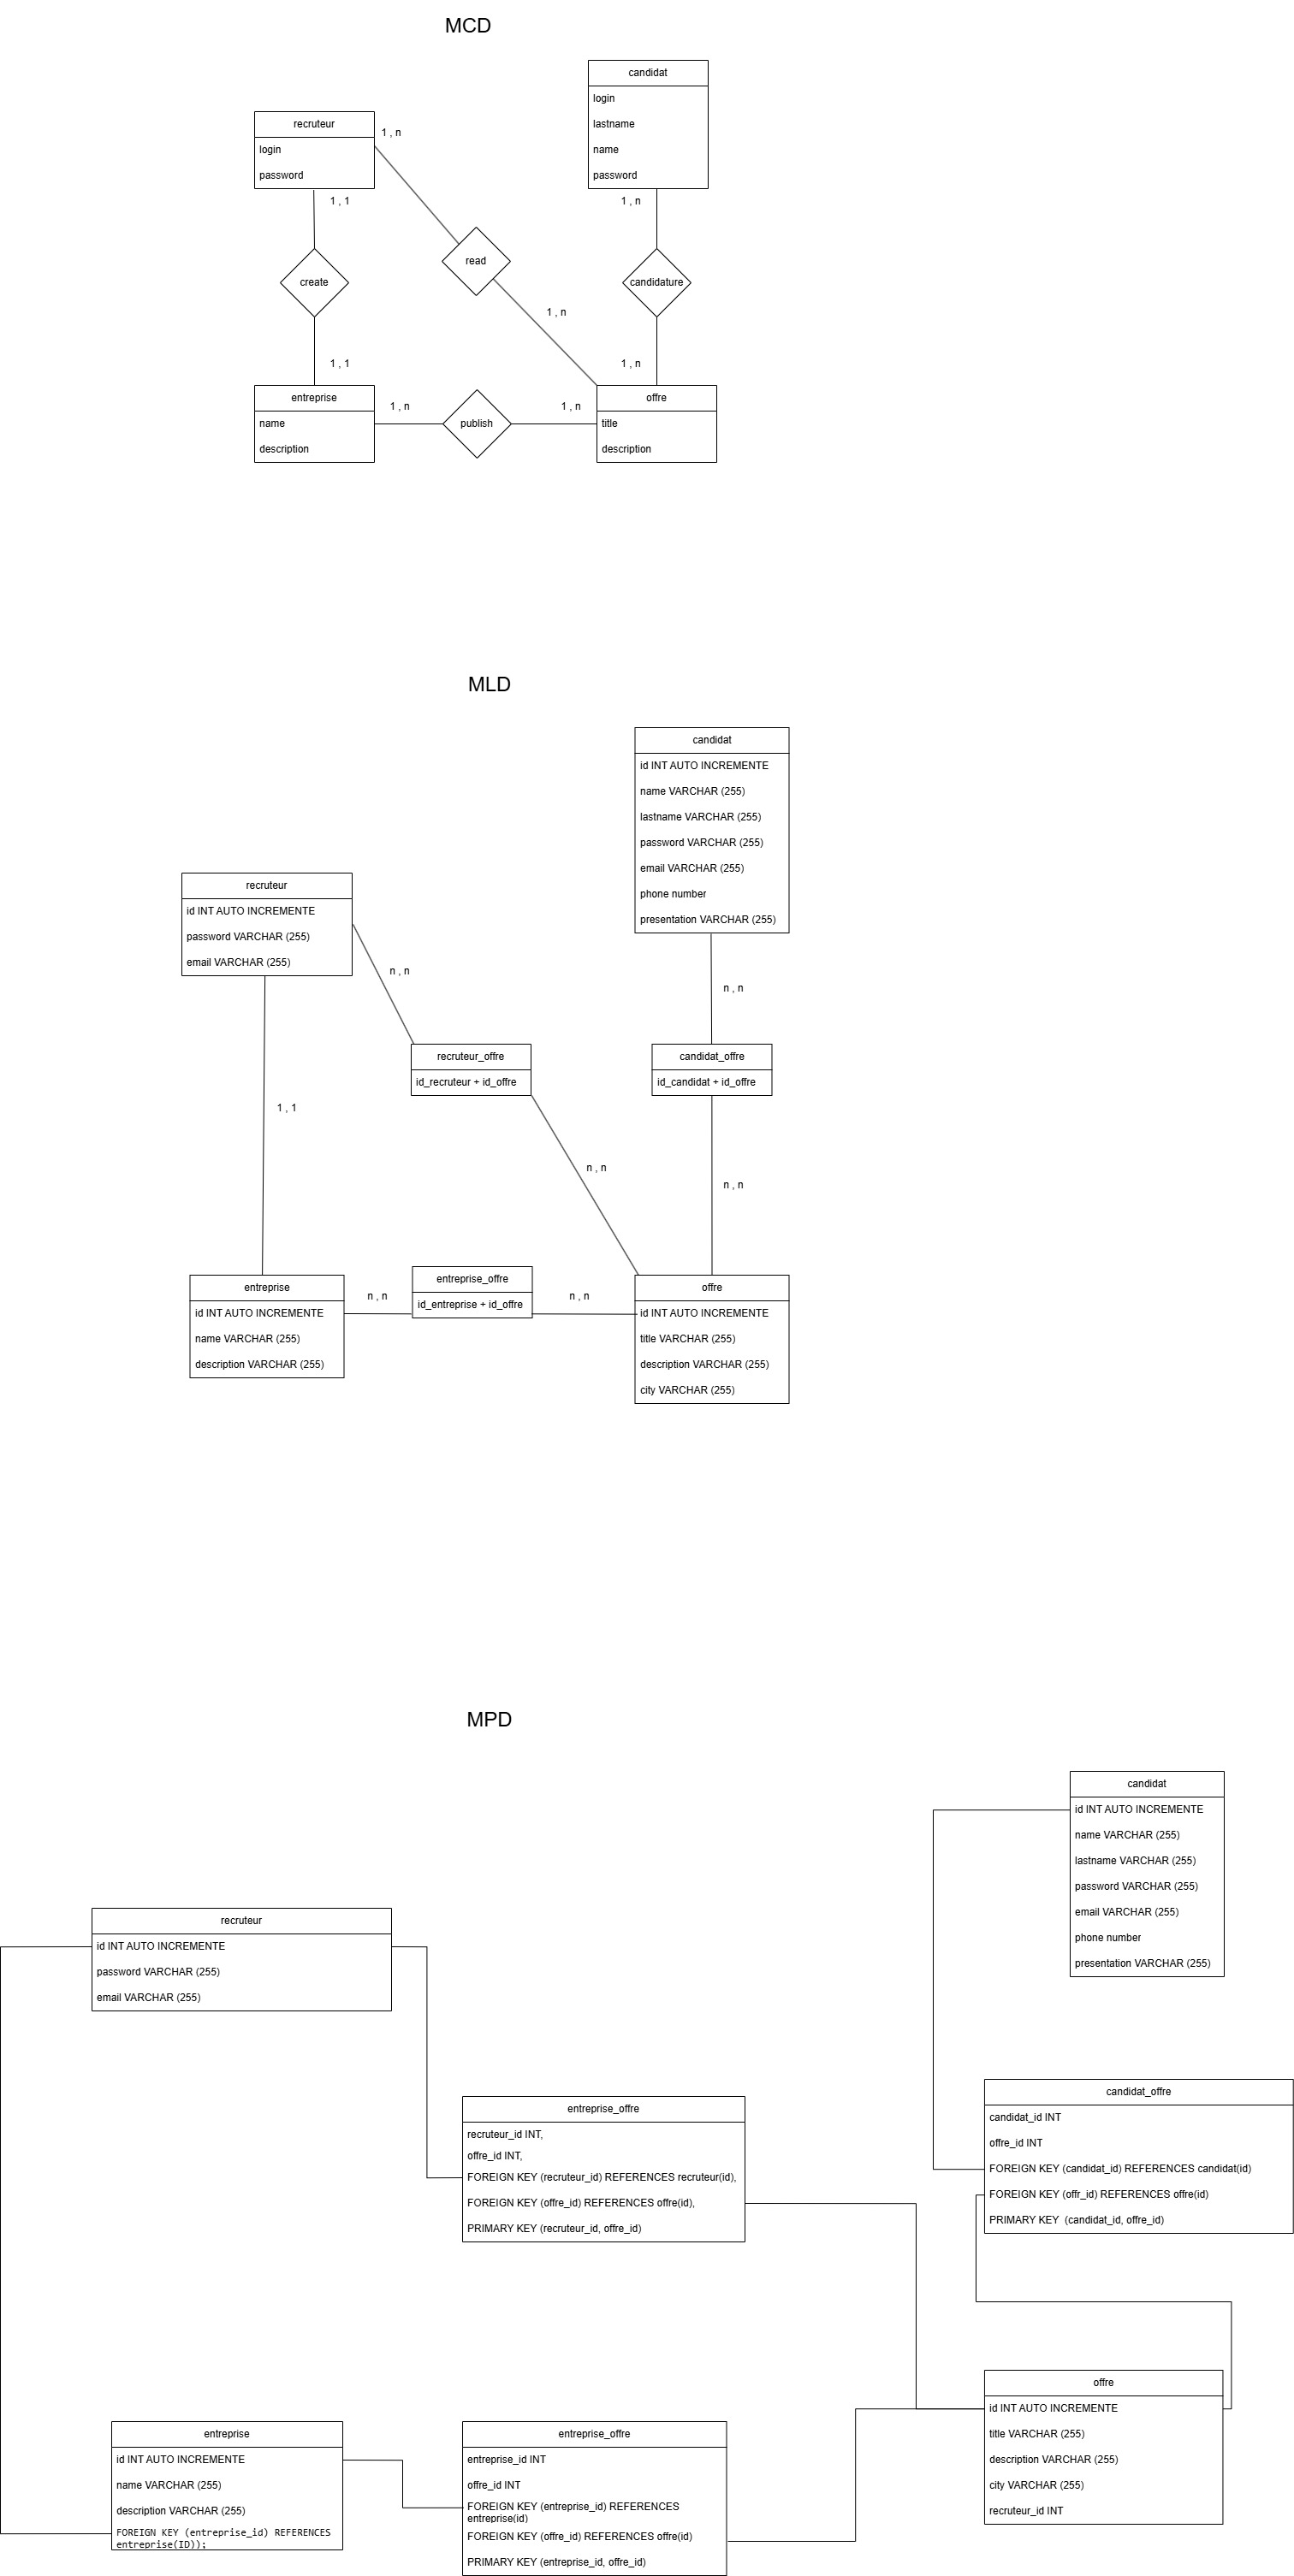 MCD
candidat
login
lastname
name
password
recruteur
login
password
1 , n
1 , 1
1 , n
read
create
candidature
1 , n
1 , 1
1 , n
entreprise
name
description
1 , n
publish
1 , n
offre
title
description
MLD
candidat
id INT AUTO INCREMENTE
name VARCHAR (255)
lastname VARCHAR (255)
password VARCHAR (255)
email VARCHAR (255)
phone number
presentation VARCHAR (255)
recruteur
id INT AUTO INCREMENTE
password VARCHAR (255)
email VARCHAR (255)
n , n
n , n
recruteur_offre
id_recruteur + id_offre
candidat_offre
id_candidat + id_offre
1 , 1
n , n
n , n
entreprise
id INT AUTO INCREMENTE
name VARCHAR (255)
description VARCHAR (255)
n , n
entreprise_offre
id_entreprise + id_offre
n , n
offre
id INT AUTO INCREMENTE
title VARCHAR (255)
description VARCHAR (255)
city VARCHAR (255)
MPD
candidat
id INT AUTO INCREMENTE
name VARCHAR (255)
lastname VARCHAR (255)
password VARCHAR (255)
email VARCHAR (255)
phone number
presentation VARCHAR (255)
recruteur
id INT AUTO INCREMENTE
password VARCHAR (255)
email VARCHAR (255)
entreprise_offre
recruteur_id INT,
offre_id INT,
FOREIGN KEY (recruteur_id) REFERENCES recruteur(id),
FOREIGN KEY (offre_id) REFERENCES offre(id),
PRIMARY KEY (recruteur_id, offre_id)
candidat_offre
candidat_id INT
offre_id INT
FOREIGN KEY (candidat_id) REFERENCES candidat(id)
FOREIGN KEY (offr_id) REFERENCES offre(id)
PRIMARY KEY (candidat_id, offre_id)
entreprise
id INT AUTO INCREMENTE
name VARCHAR (255)
description VARCHAR (255)
FOREIGN KEY (entreprise_id) REFERENCES
entreprise(ID));
entreprise_offre
entreprise_id INT
offre_id INT
FOREIGN KEY (entreprise_id) REFERENCES
entreprise(id)
FOREIGN KEY (offre_id) REFERENCES offre(id)
PRIMARY KEY (entreprise_id, offre_id)
offre
id INT AUTO INCREMENTE
title VARCHAR (255)
description VARCHAR (255)
city VARCHAR (255)
recruteur_id INT